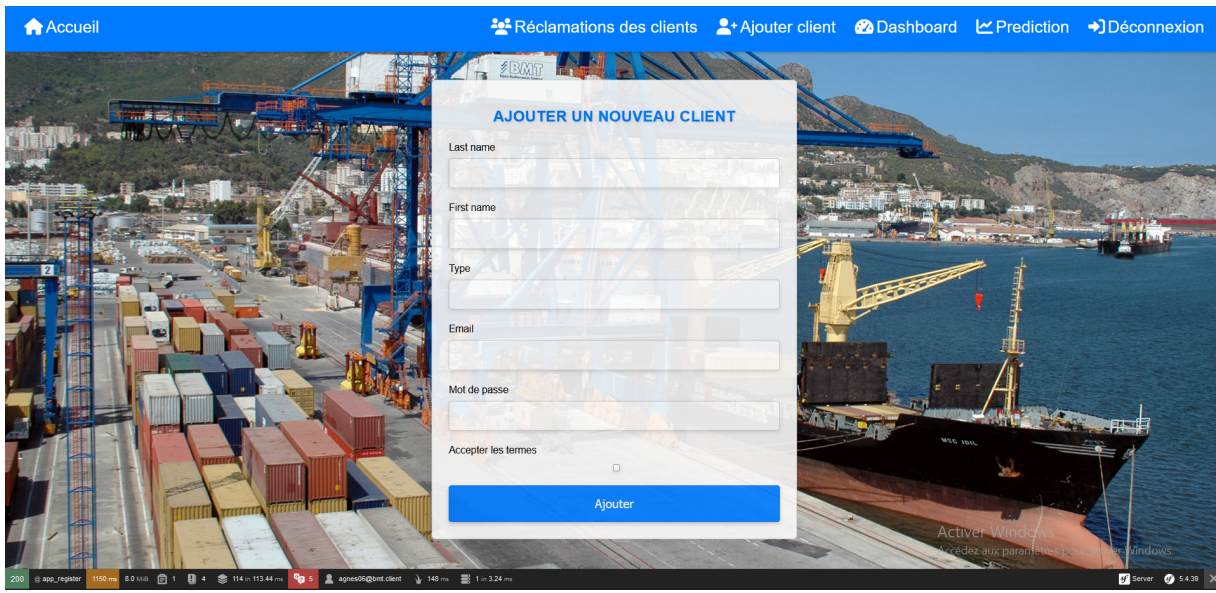 Accueil
Réclamations des clients
Ajouter client
Dashboard
Prediction
Déconnexion
BMT
AJOUTER UN NOUVEAU CLIENT
Last name
First name
Type
Email
Mot de passe
Accepter les termes
Ajouter
2
MSC IDIL
Activer Windows
Accédez aux paramètres pour activer Windows.
200 @ app_register 1150 ms 8.0 MiB 1 4 114 in 113.44 ms 5 agnes06@bmt.client 148 ms 1 in 3.24 ms Server 5.4.39